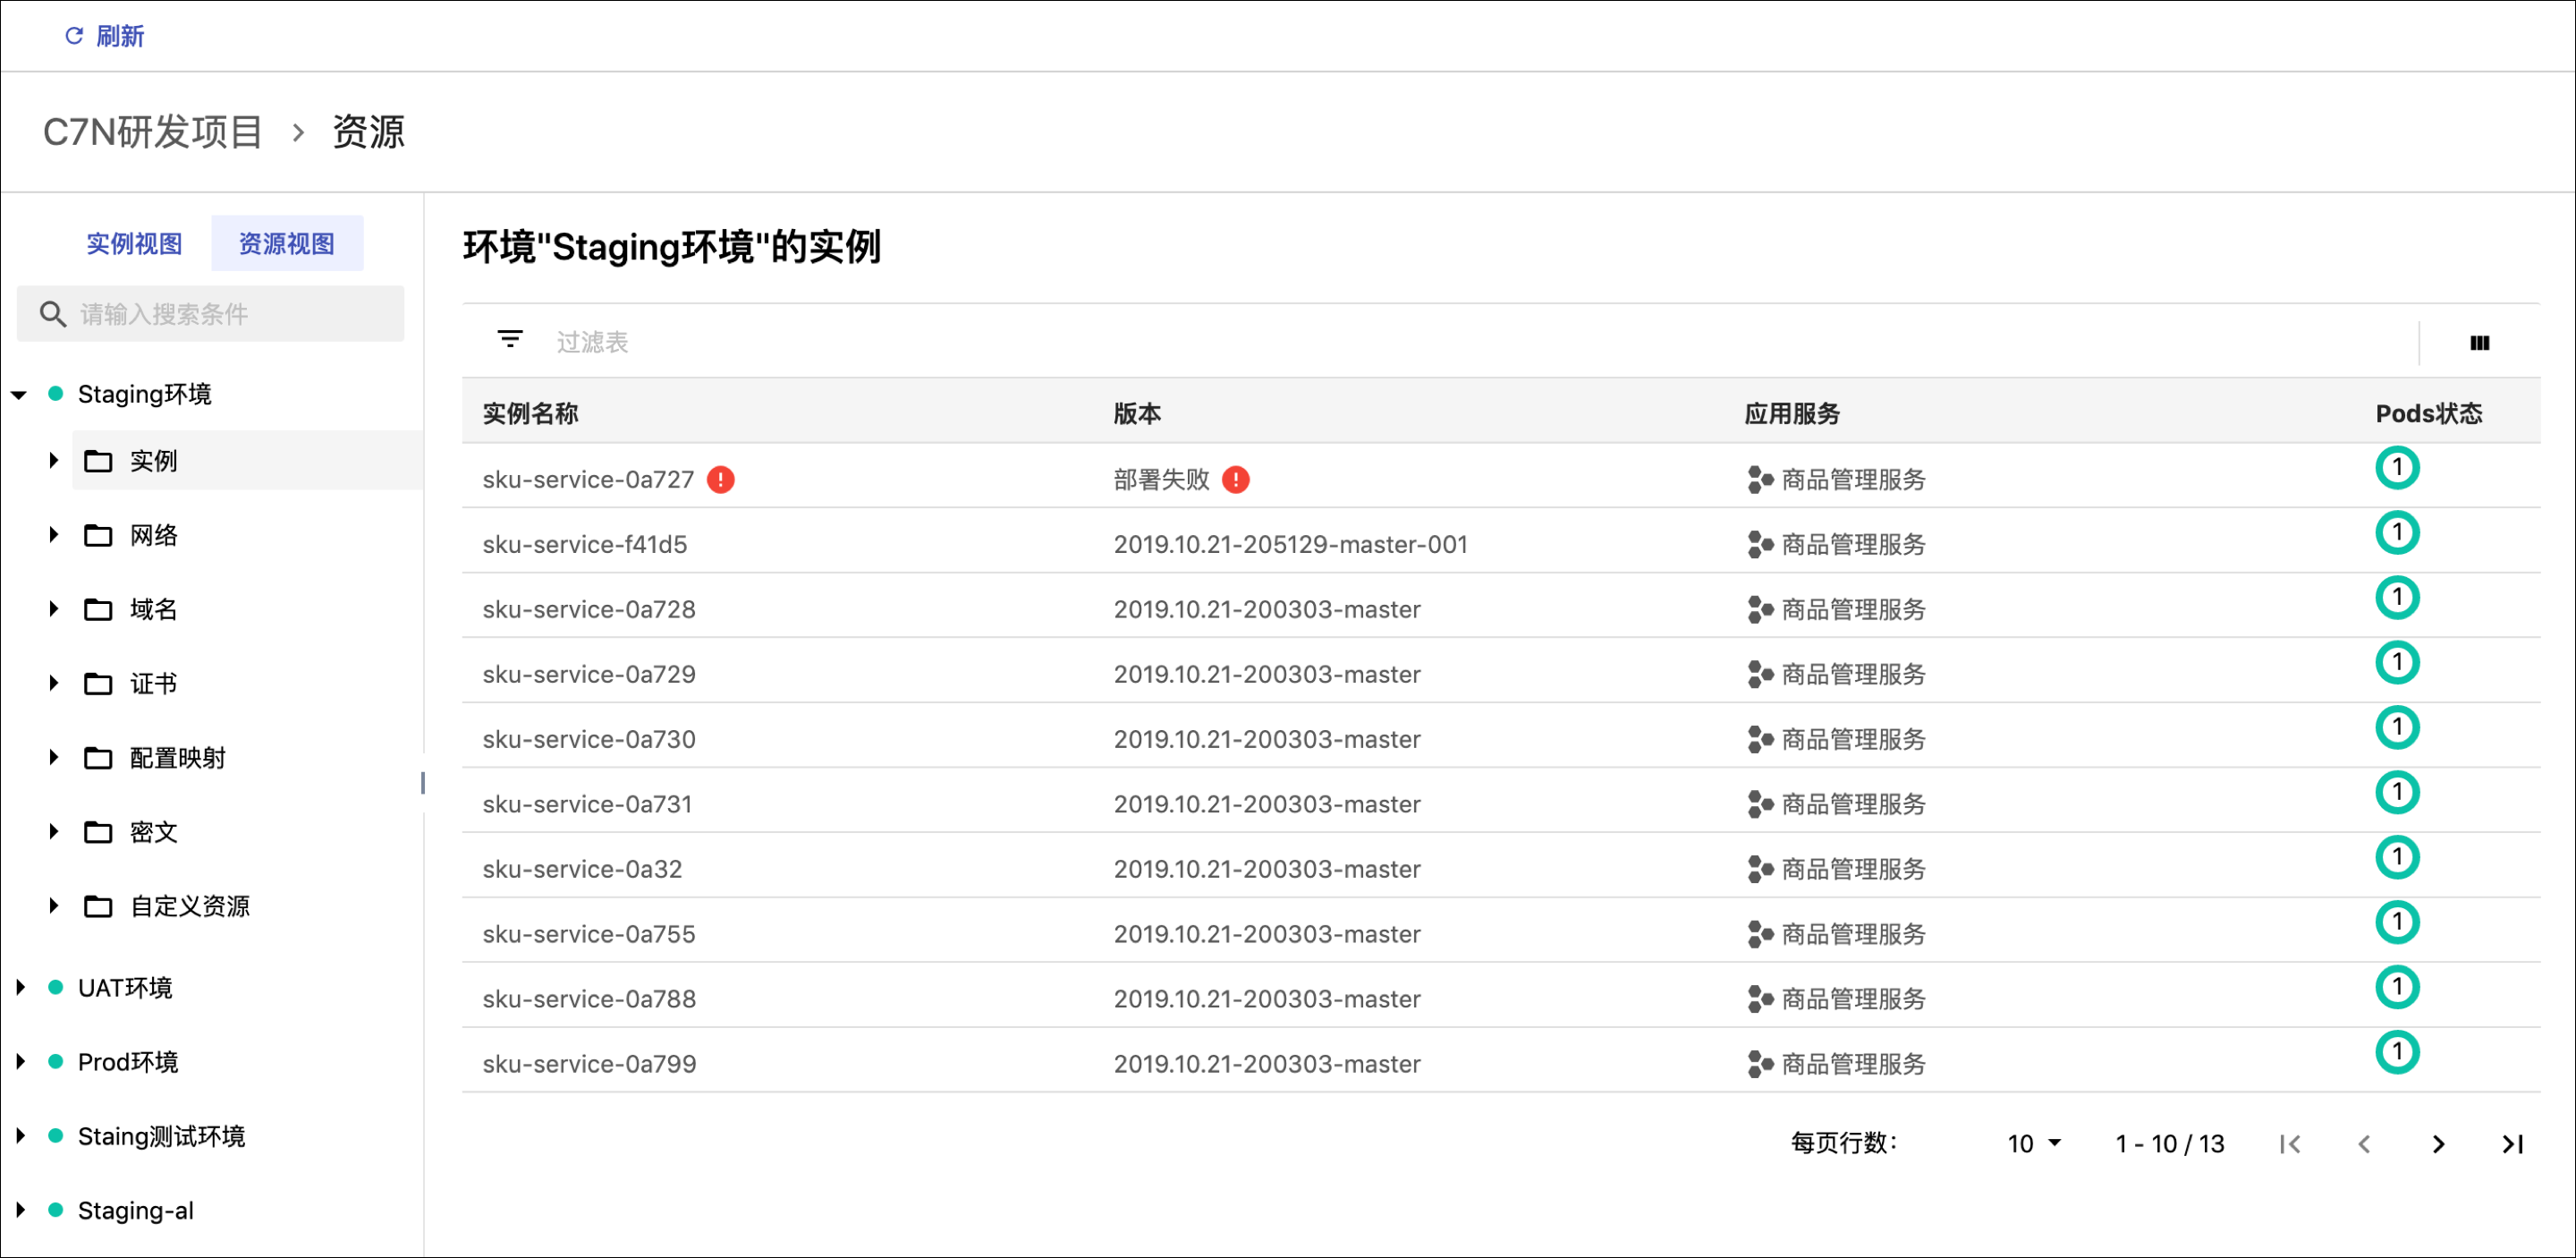 刷新
C7N研发项目 > 资源
实例视图 资源视图
请输入搜索条件
Staging环境
实例
网络
域名
证书
配置映射
密文
自定义资源
UAT环境
Prod环境
Staing测试环境
Staging-al
环境"Staging环境"的实例
过滤表
实例名称 版本 应用服务 Pods状态
sku-service-0a727 部署失败 商品管理服务 1
sku-service-f41d5 2019.10.21-205129-master-001 商品管理服务 1
sku-service-0a728 2019.10.21-200303-master 商品管理服务 1
sku-service-0a729 2019.10.21-200303-master 商品管理服务 1
sku-service-0a730 2019.10.21-200303-master 商品管理服务 1
sku-service-0a731 2019.10.21-200303-master 商品管理服务 1
sku-service-0a32 2019.10.21-200303-master 商品管理服务 1
sku-service-0a755 2019.10.21-200303-master 商品管理服务 1
sku-service-0a788 2019.10.21-200303-master 商品管理服务 1
sku-service-0a799 2019.10.21-200303-master 商品管理服务 1
每页行数: 10 1 - 10 / 13